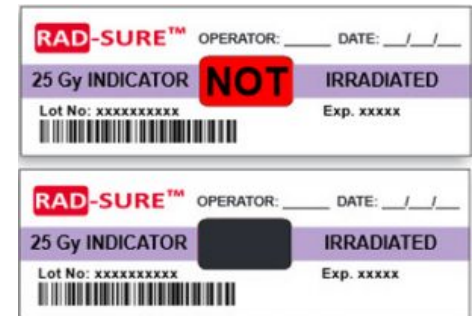 RAD-SURE™ OPERATOR: _____ DATE: __/__/__
25 Gy INDICATOR NOT IRRADIATED
Lot No: xxxxxxxxxx Exp. xxxxx
RAD-SURE™ OPERATOR: _____ DATE: __/__/__
25 Gy INDICATOR IRRADIATED
Lot No: xxxxxxxxxx Exp. xxxxx